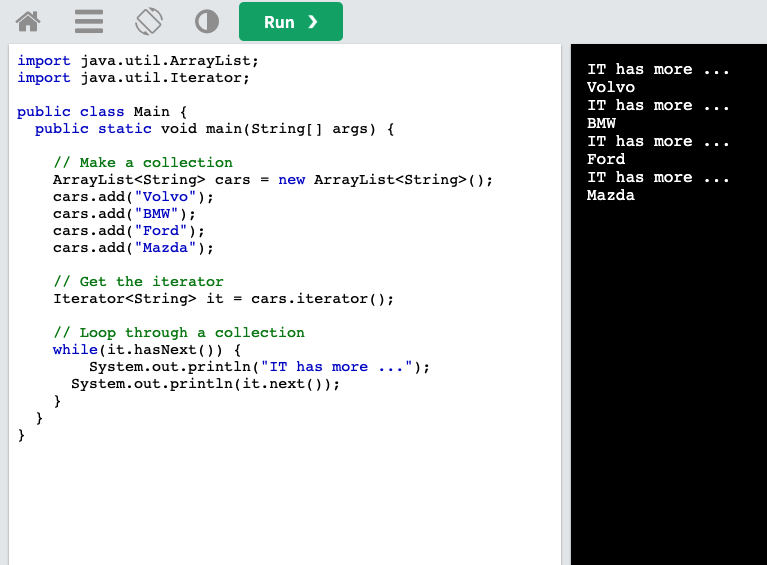 Run ❯
import java.util.ArrayList;
import java.util.Iterator;
public class Main {
  public static void main(String[] args) {
    // Make a collection
    ArrayList<String> cars = new ArrayList<String>();
    cars.add("Volvo");
    cars.add("BMW");
    cars.add("Ford");
    cars.add("Mazda");
    // Get the iterator
    Iterator<String> it = cars.iterator();
    // Loop through a collection
    while(it.hasNext()) {
        System.out.println("IT has more ...");
      System.out.println(it.next());
    }
  }
}
IT has more ...
Volvo
IT has more ...
BMW
IT has more ...
Ford
IT has more ...
Mazda